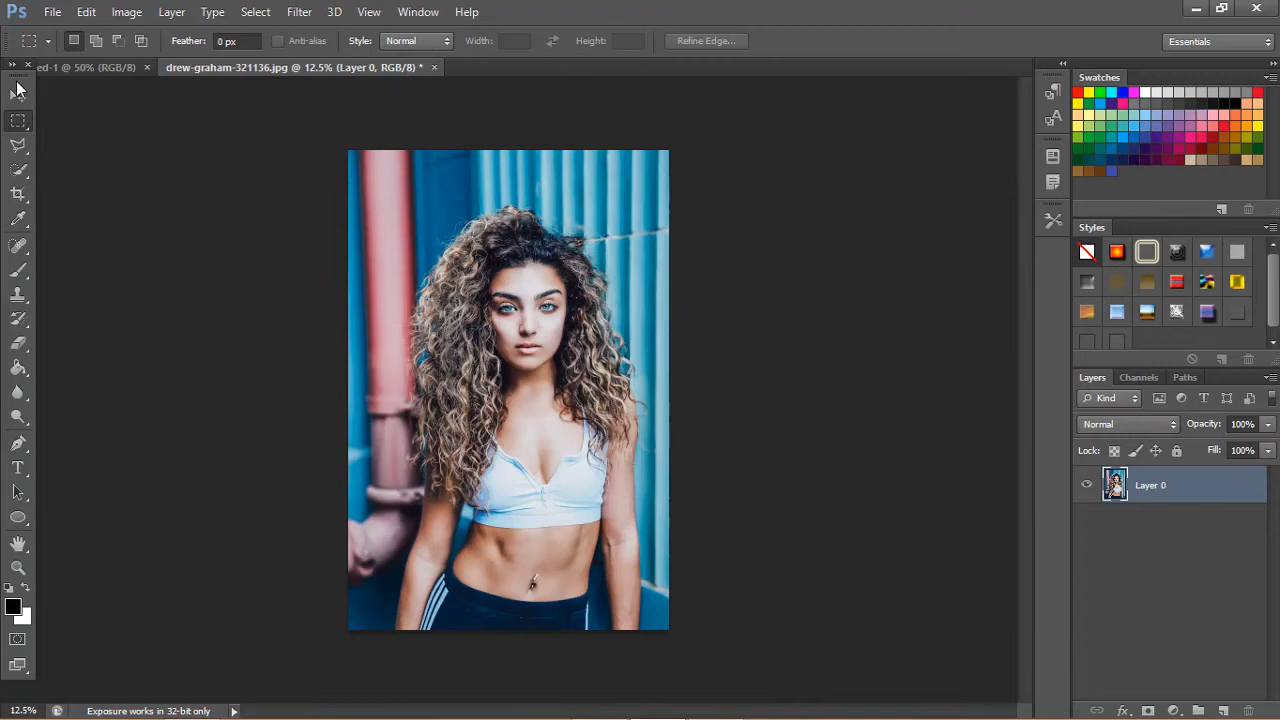 Ps File Edit Image Layer Type Select Filter 3D View Window Help
Feather: 0 px Anti-alias Style: Normal Width: Height: Refine Edge... Essentials
ed-1 @ 50% (RGB/8) × drew-graham-321136.jpg @ 12.5% (Layer 0, RGB/8) * ×
Swatches
Styles
Layers Channels Paths
Kind
Normal Opacity: 100%
Lock: Fill: 100%
Layer 0
12.5% Exposure works in 32-bit only